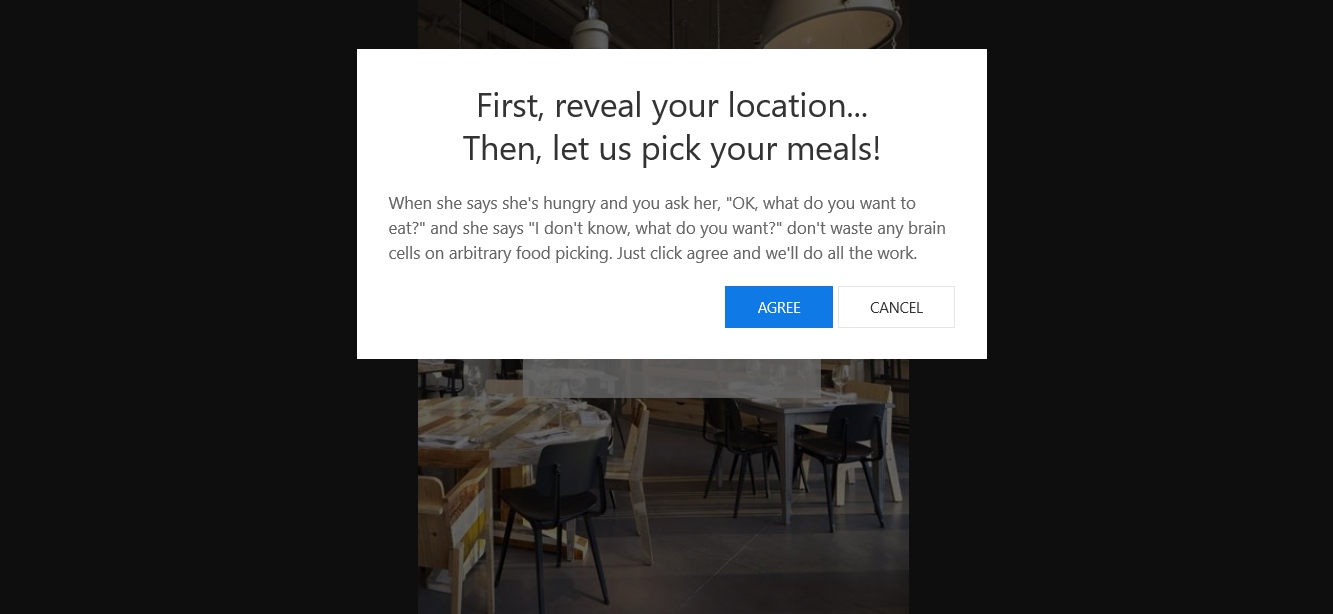 First, reveal your location...
Then, let us pick your meals!
When she says she's hungry and you ask her, "OK, what do you want to
eat?" and she says "I don't know, what do you want?" don't waste any brain
cells on arbitrary food picking. Just click agree and we'll do all the work.
AGREE CANCEL